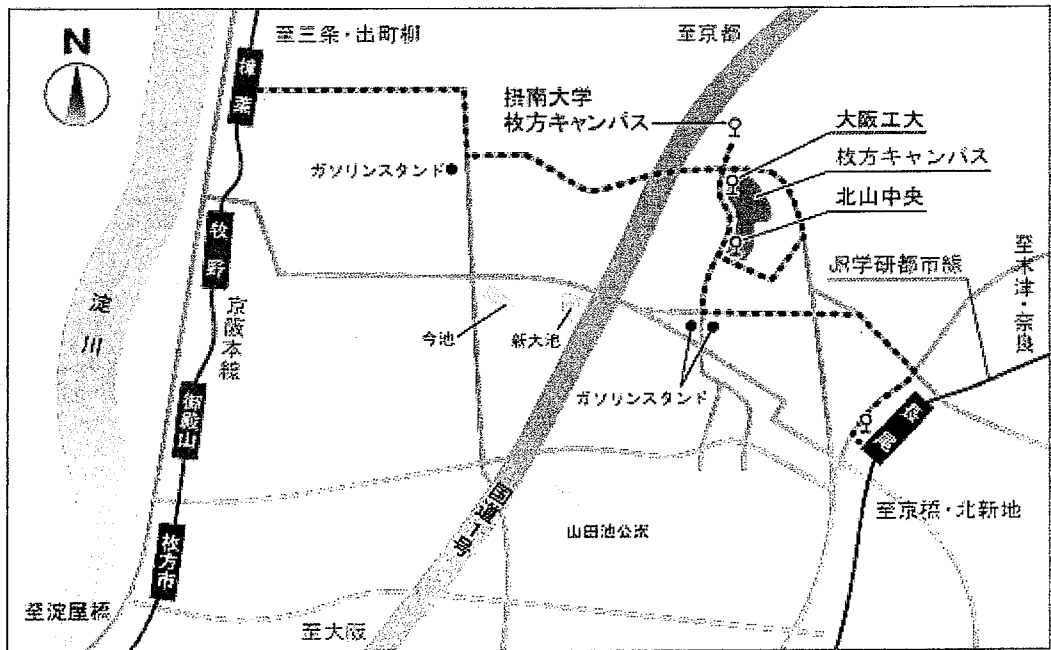 N
至三条・出町柳
至京都
樟葉
摂南大学
枚方キャンパス
大阪工大
枚方キャンパス
北山中央
ガソリンスタンド
牧野
JR学研都市線
至木津・奈良
淀川
京阪本線
今池
新大池
ガソリンスタンド
御殿山
長尾
国道1号
至京橋・北新地
山田池公園
枚方市
至淀屋橋
至大阪